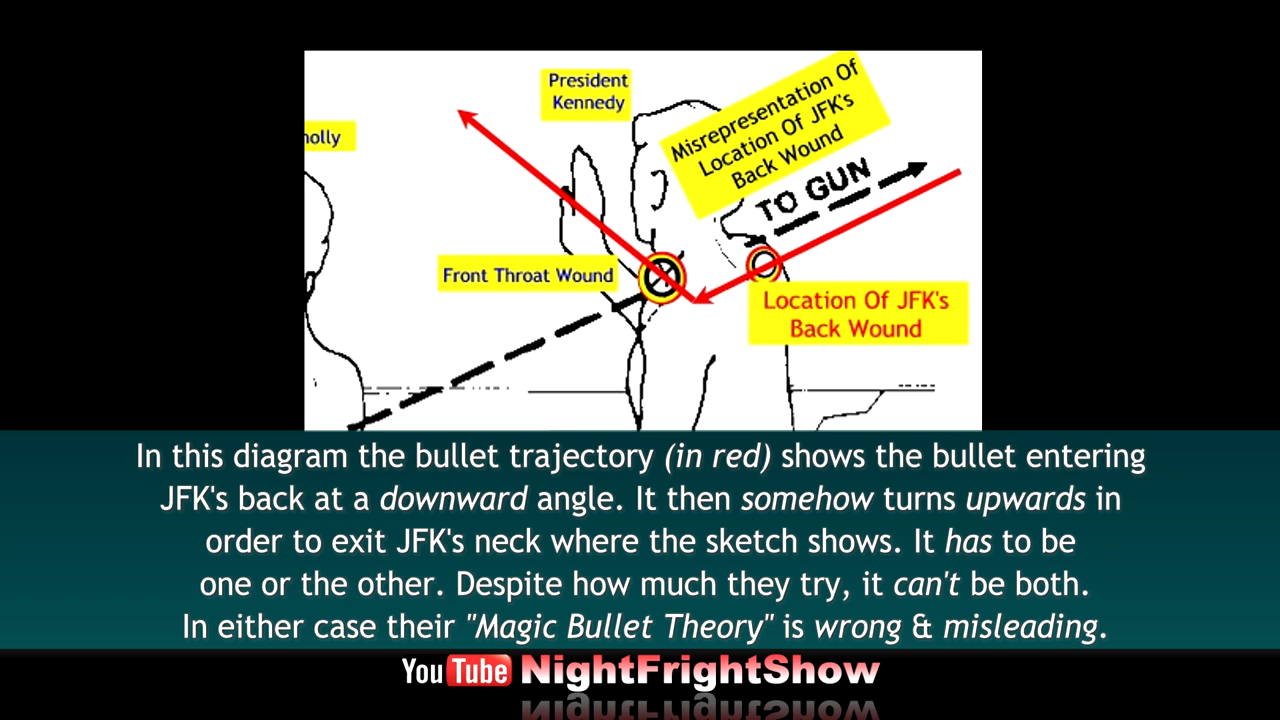 President
Kennedy
nolly
Misrepresentation Of
Location Of JFK's
Back Wound
TO GUN
Front Throat Wound
Location Of JFK's
Back Wound
In this diagram the bullet trajectory (in red) shows the bullet entering
JFK's back at a downward angle. It then somehow turns upwards in
order to exit JFK's neck where the sketch shows. It has to be
one or the other. Despite how much they try, it can't be both.
In either case their "Magic Bullet Theory" is wrong & misleading.
YouTube NightFrightShow